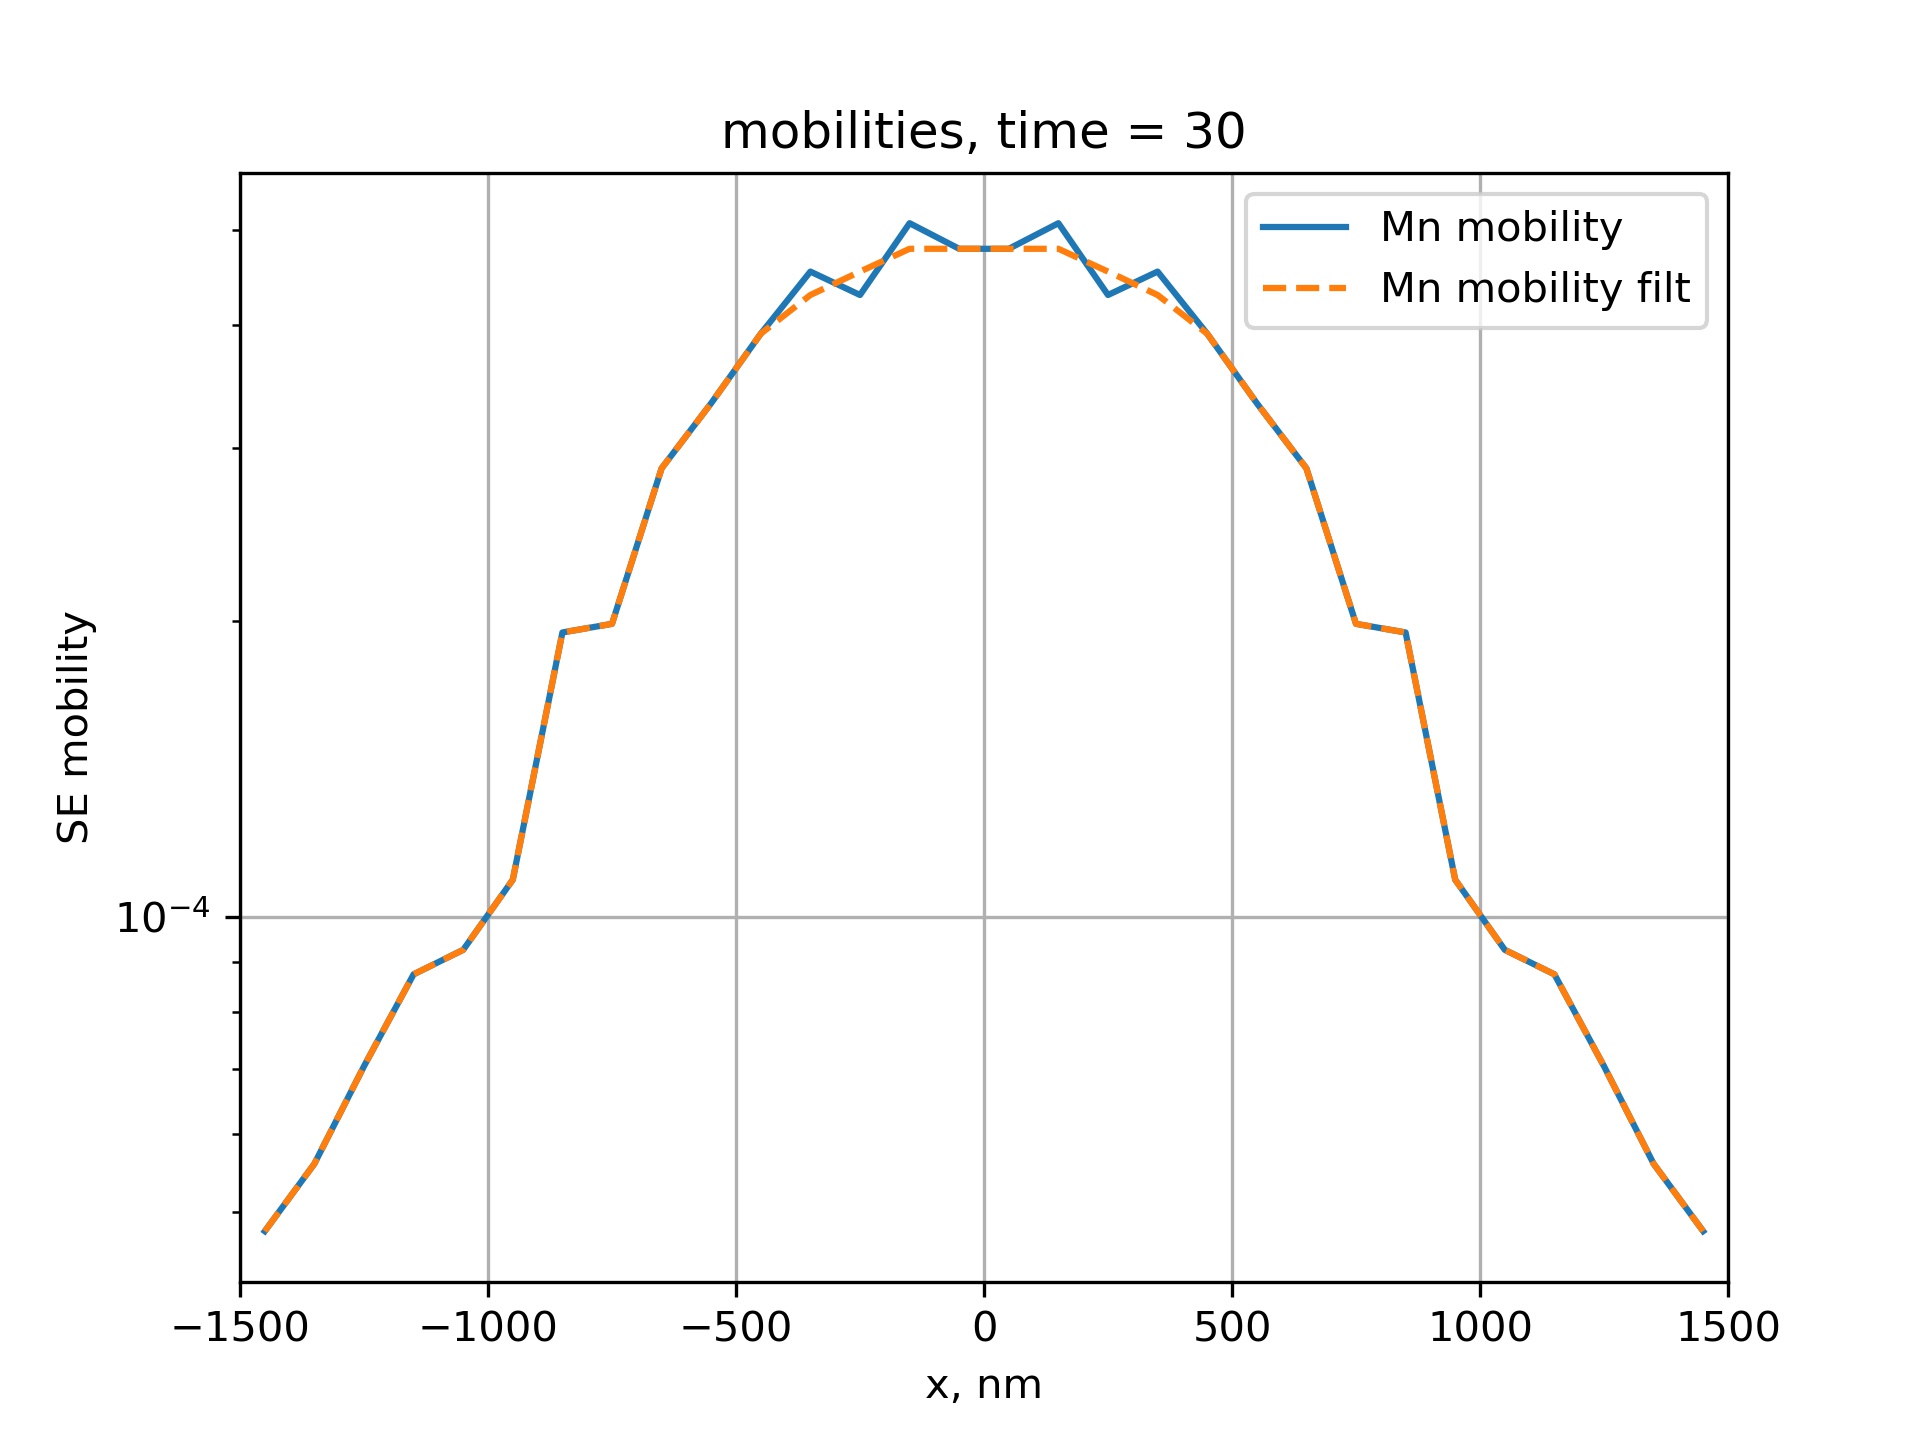 mobilities, time = 30
Mn mobility
Mn mobility filt
SE mobility
10⁻⁴
−1500 −1000 −500 0 500 1000 1500
x, nm